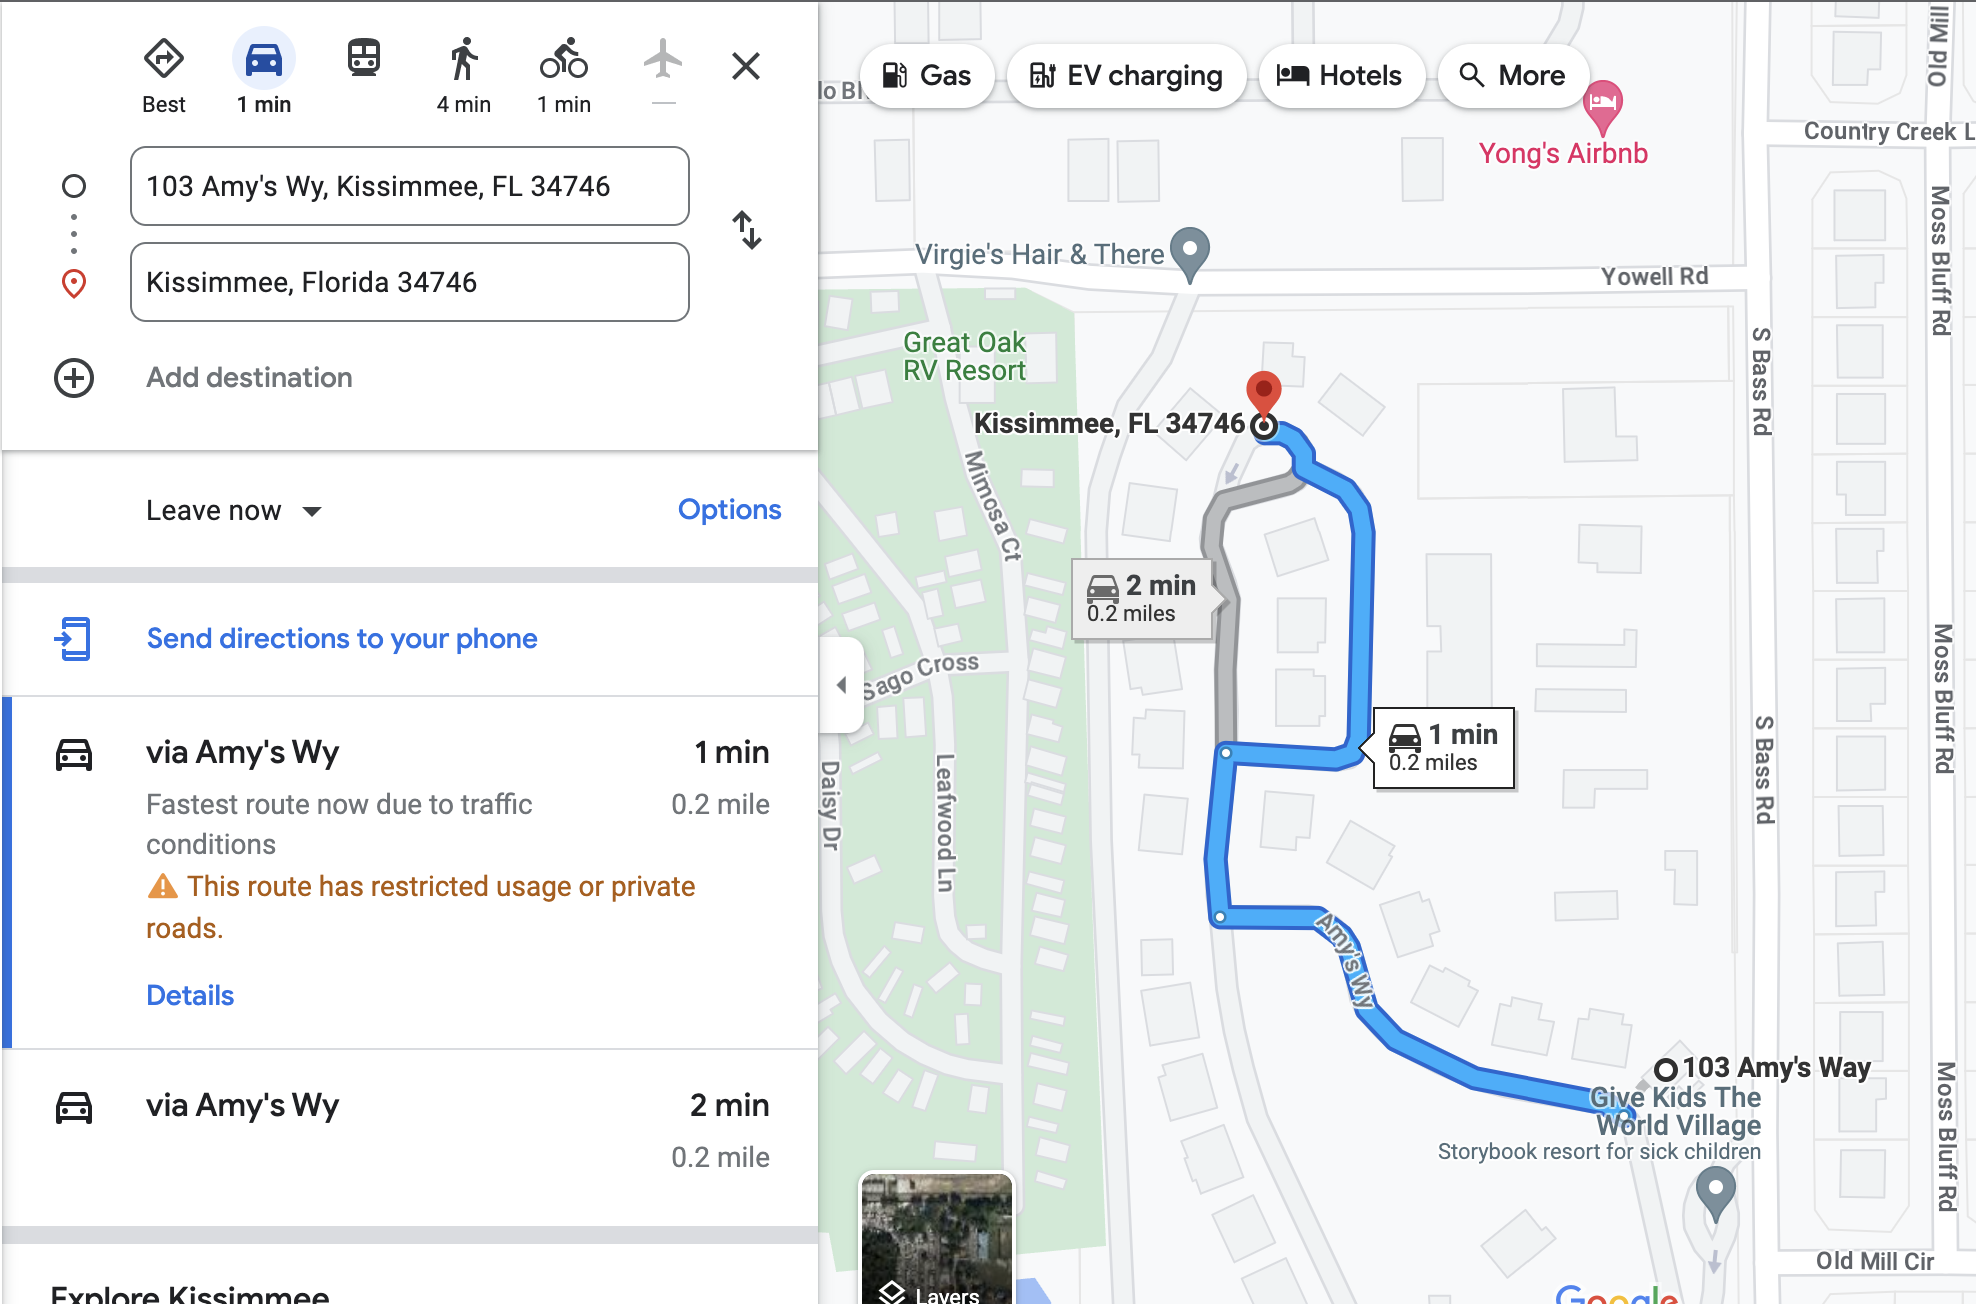 Best
1 min
4 min
1 min
—
103 Amy's Wy, Kissimmee, FL 34746
Kissimmee, Florida 34746
Add destination
Leave now
Options
Send directions to your phone
via Amy's Wy
1 min
Fastest route now due to traffic
conditions
0.2 mile
This route has restricted usage or private
roads.
Details
via Amy's Wy
2 min
0.2 mile
Explore Kissimmee
Gas
EV charging
Hotels
More
Yong's Airbnb
Country Creek L
Old Mill
Moss Bluff Rd
Virgie's Hair & There
Yowell Rd
Great Oak
RV Resort
S Bass Rd
Kissimmee, FL 34746
Mimosa Ct
2 min
0.2 miles
Sago Cross
Moss Bluff Rd
1 min
0.2 miles
S Bass Rd
Daisy Dr
Leafwood Ln
Amy's Wy
103 Amy's Way
Give Kids The
World Village
Storybook resort for sick children
Moss Bluff Rd
Old Mill Cir
Layers
Google